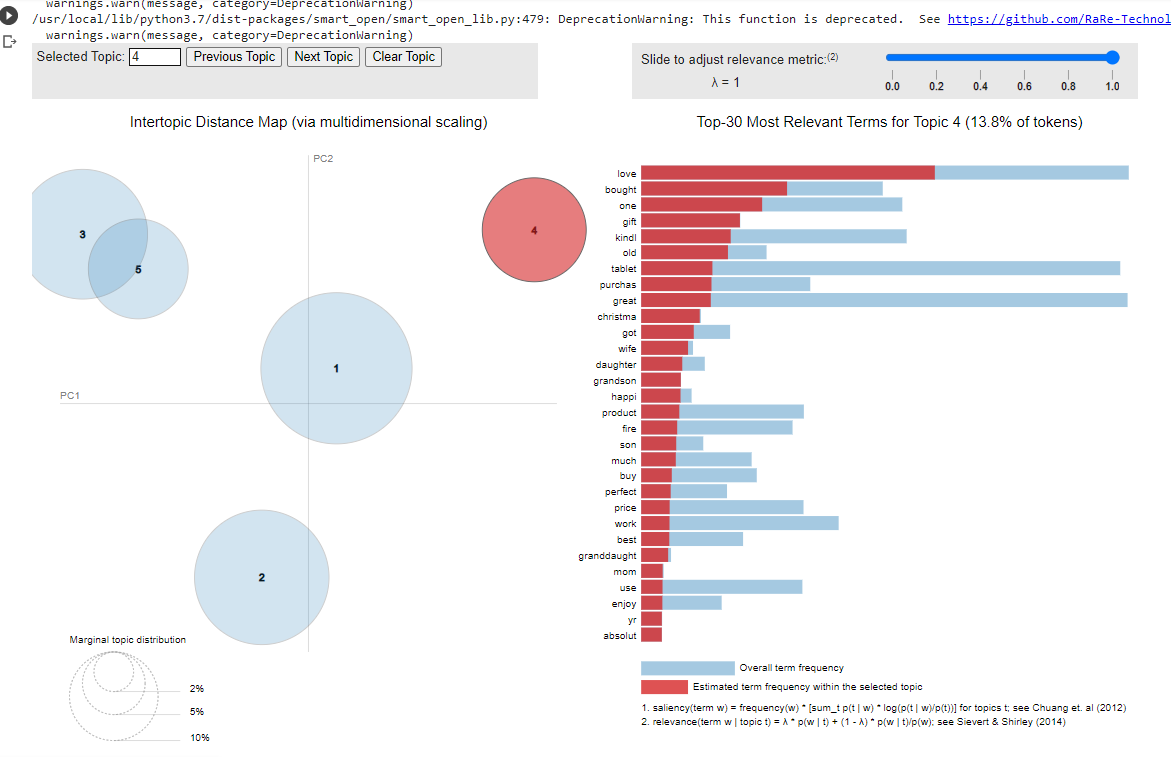 warnings.warn(message, category=DeprecationWarning)
/usr/local/lib/python3.7/dist-packages/smart_open/smart_open_lib.py:479: DeprecationWarning: This function is deprecated.  See https://github.com/RaRe-Technol
warnings.warn(message, category=DeprecationWarning)
Selected Topic: 4 Previous Topic Next Topic Clear Topic
Slide to adjust relevance metric:(2)
λ = 1
0.0 0.2 0.4 0.6 0.8 1.0
Intertopic Distance Map (via multidimensional scaling)
PC2
PC1
3
5
4
1
2
Marginal topic distribution
2%
5%
10%
Top-30 Most Relevant Terms for Topic 4 (13.8% of tokens)
love
bought
one
gift
kindl
old
tablet
purchas
great
christma
got
wife
daughter
grandson
happi
product
fire
son
much
buy
perfect
price
work
best
granddaught
mom
use
enjoy
yr
absolut
Overall term frequency
Estimated term frequency within the selected topic
1. saliency(term w) = frequency(w) * [sum_t p(t | w) * log(p(t | w)/p(t))] for topics t; see Chuang et. al (2012)
2. relevance(term w | topic t) = λ * p(w | t) + (1 - λ) * p(w | t)/p(w); see Sievert & Shirley (2014)